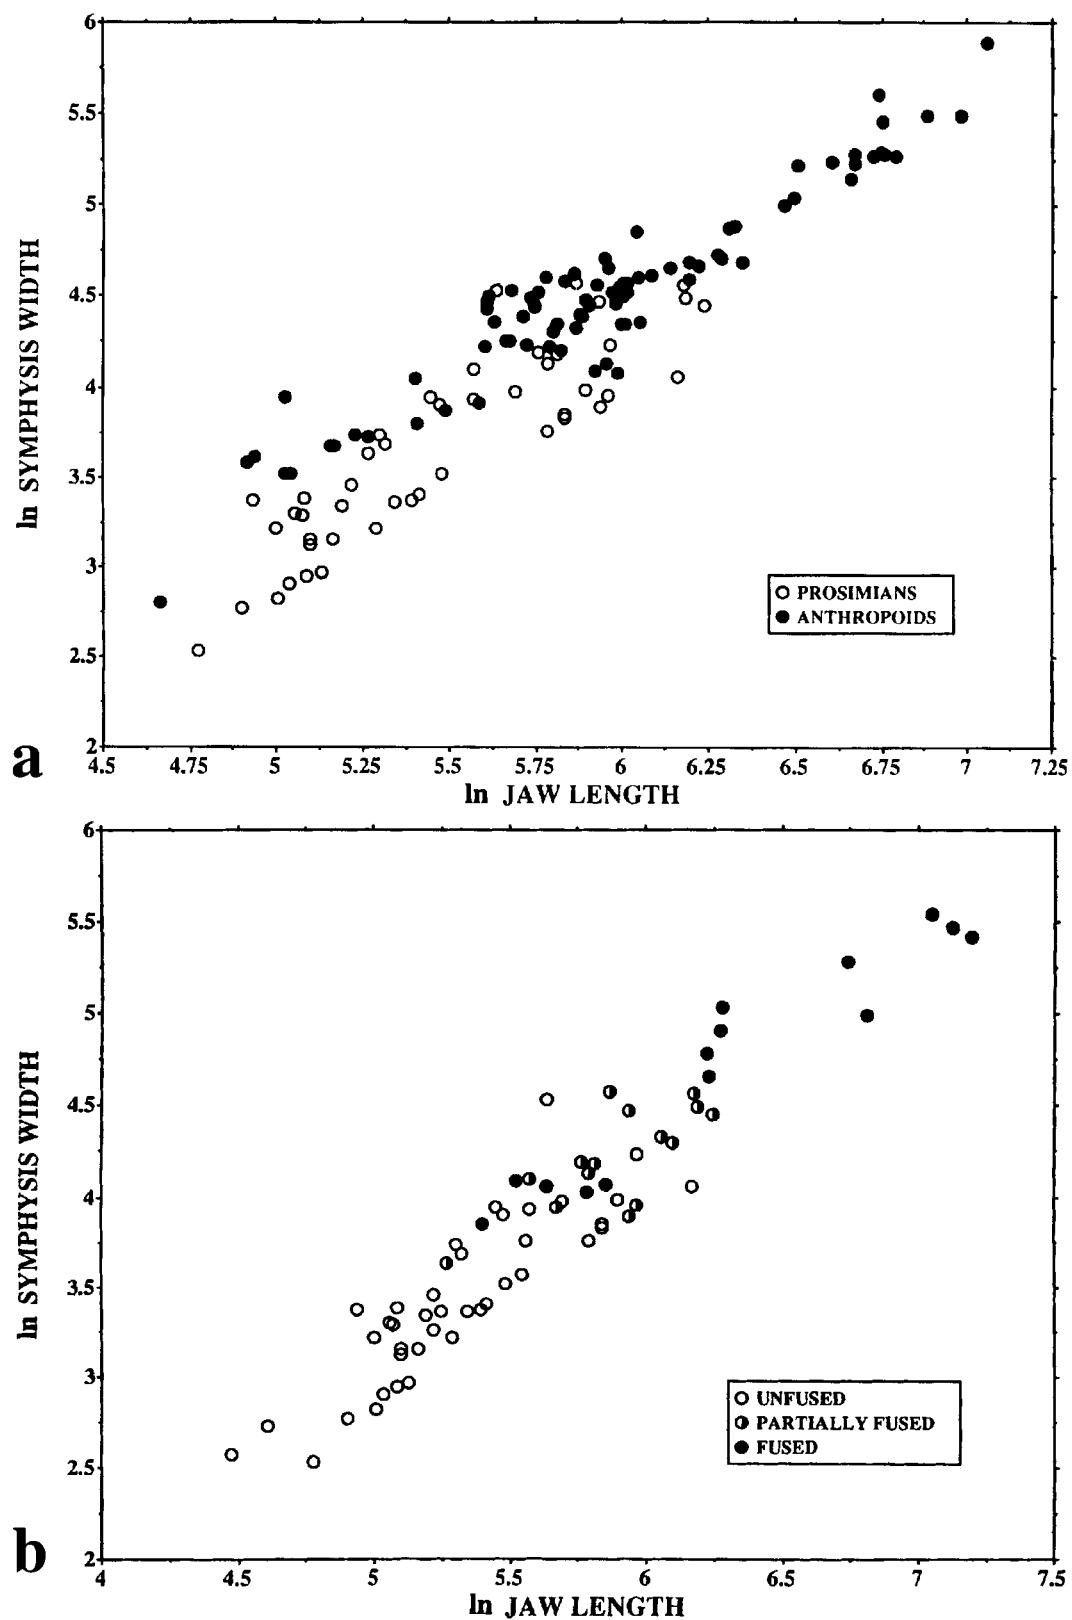 6
5.5
5
4.5
4
3.5
3
2.5
2
ln SYMPHYSIS WIDTH
PROSIMIANS
ANTHROPOIDS
a
4.5 4.75 5 5.25 5.5 5.75 6 6.25 6.5 6.75 7 7.25
ln JAW LENGTH
6
5.5
5
4.5
4
3.5
3
2.5
2
ln SYMPHYSIS WIDTH
UNFUSED
PARTIALLY FUSED
FUSED
b
4 4.5 5 5.5 6 6.5 7 7.5
ln JAW LENGTH